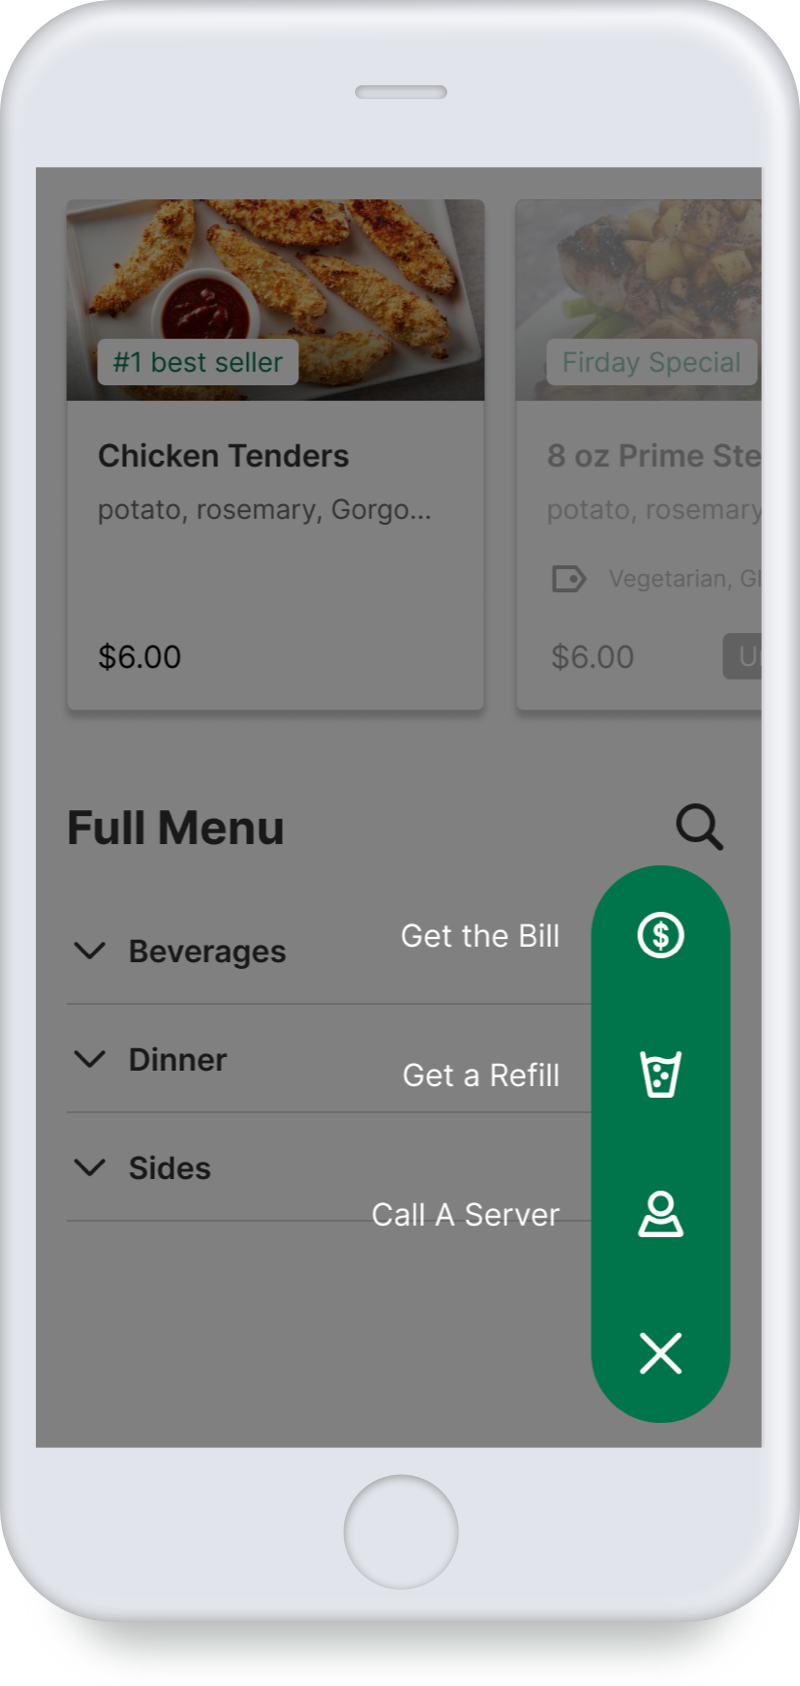 #1 best seller
Chicken Tenders
potato, rosemary, Gorgo...
$6.00
Firday Special
8 oz Prime Ste
potato, rosemary
Vegetarian, Gl
$6.00
Full Menu
Beverages
Dinner
Sides
Get the Bill
Get a Refill
Call A Server